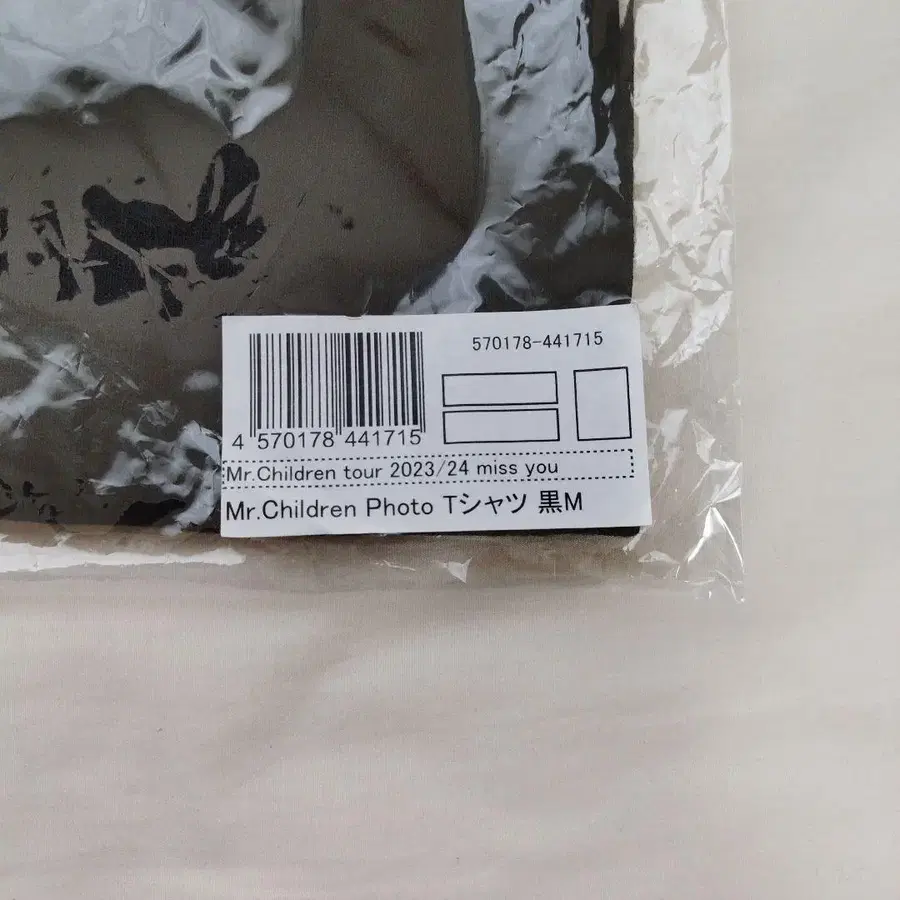 570178-441715
4 570178 441715
Mr.Children tour 2023/24 miss you
Mr.Children Photo Tシャツ 黒M